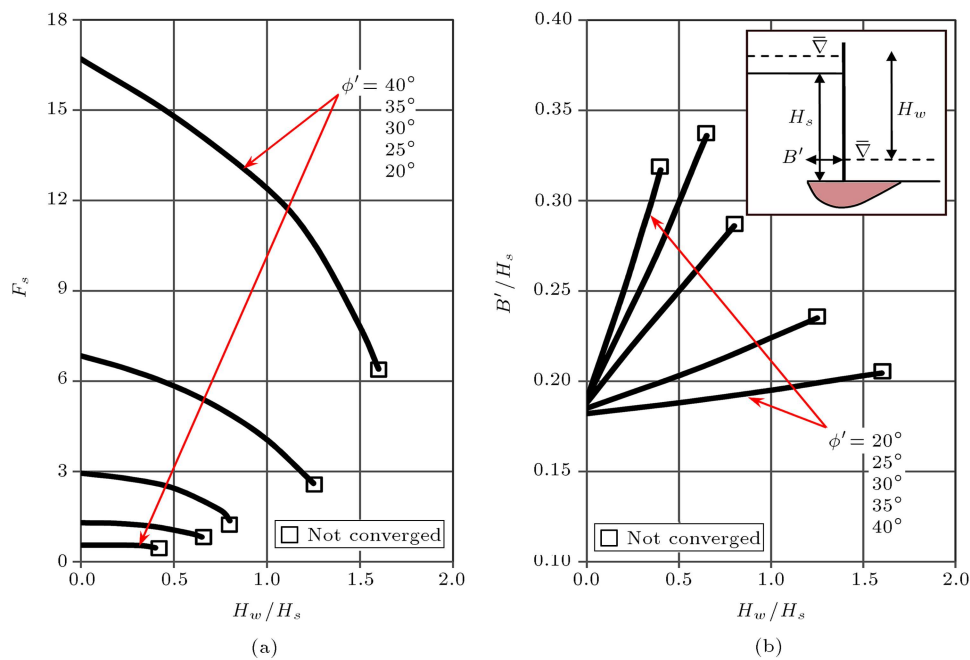 18
15
12
9
6
3
0
F_s
0.0 0.5 1.0 1.5 2.0
H_w/H_s
ϕ′ = 40°
35°
30°
25°
20°
Not converged
(a)
0.40
0.35
0.30
0.25
0.20
0.15
0.10
B′/H_s
0.0 0.5 1.0 1.5 2.0
H_w/H_s
H_s
H_w
B′
ϕ′ = 20°
25°
30°
35°
40°
Not converged
(b)